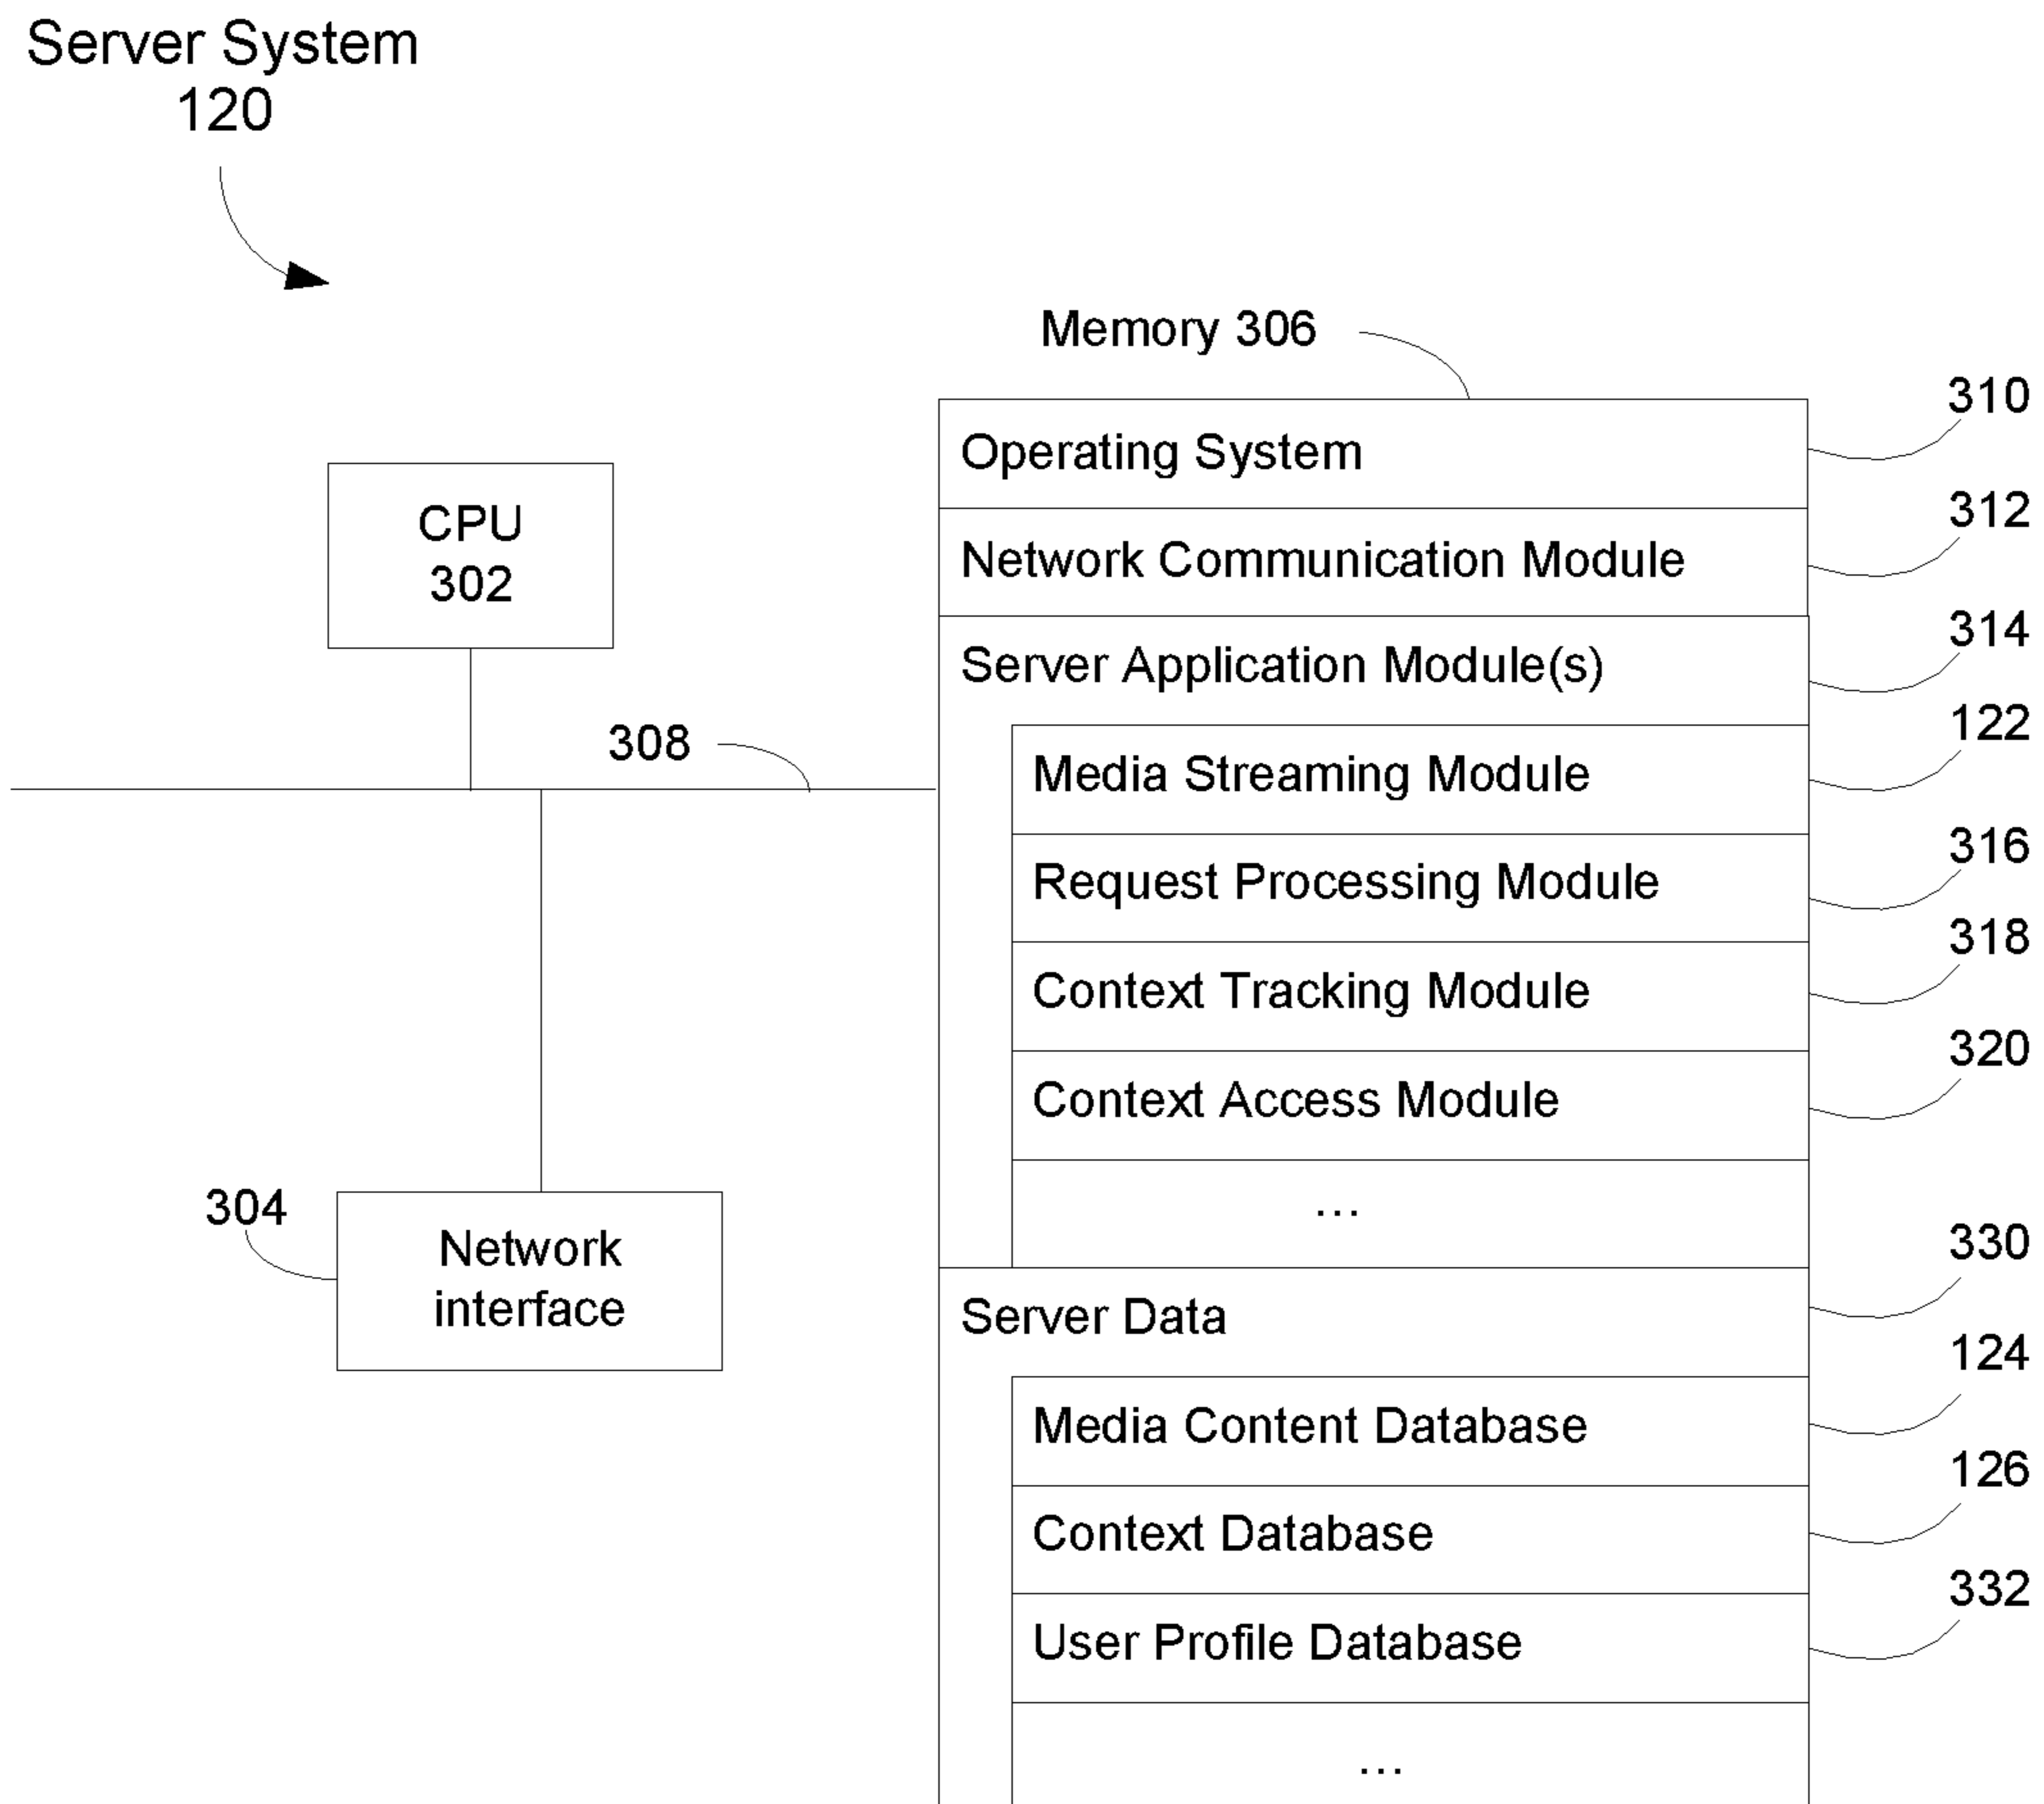 Server System
120
Memory 306
310
Operating System
CPU
302
312
Network Communication Module
314
Server Application Module(s)
308
122
Media Streaming Module
316
Request Processing Module
318
Context Tracking Module
320
Context Access Module
...
304
Network
interface
330
Server Data
124
Media Content Database
126
Context Database
332
User Profile Database
...